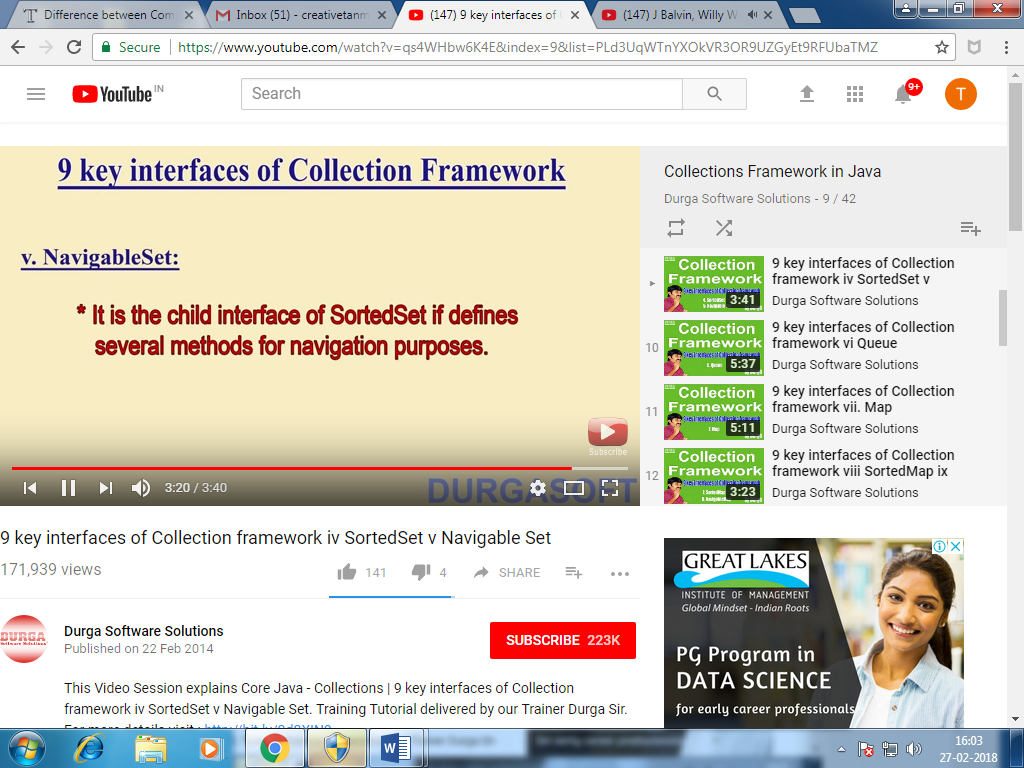 Difference between Com
Inbox (51) - creativetanm
(147) 9 key interfaces of
(147) J Balvin, Willy W
Secure
https://www.youtube.com/watch?v=qs4WHbw6K4E&index=9&list=PLd3UqWTnYXOkVR3OR9UZGyEt9RFUbaTMZ
YouTube IN
Search
9+
T
9 key interfaces of Collection Framework
v. NavigableSet:
* It is the child interface of SortedSet if defines
several methods for navigation purposes.
Subscribe
DURGASOFT
3:20 / 3:40
Collections Framework in Java
Durga Software Solutions - 9 / 42
Collection
Framework
3:41
9 key interfaces of Collection
framework iv SortedSet v
Durga Software Solutions
10
Collection
Framework
5:37
9 key interfaces of Collection
framework vi Queue
Durga Software Solutions
11
Collection
Framework
5:11
9 key interfaces of Collection
framework vii. Map
Durga Software Solutions
12
Collection
Framework
3:23
9 key interfaces of Collection
framework viii SortedMap ix
Durga Software Solutions
9 key interfaces of Collection framework iv SortedSet v Navigable Set
171,939 views
141
4
SHARE
DURGA
Software Solutions
Durga Software Solutions
Published on 22 Feb 2014
SUBSCRIBE 223K
This Video Session explains Core Java - Collections | 9 key interfaces of Collection
framework iv SortedSet v Navigable Set. Training Tutorial delivered by our Trainer Durga Sir.
GREAT LAKES
INSTITUTE OF MANAGEMENT
Global Mindset - Indian Roots
PG Program in
DATA SCIENCE
for early career professionals
16:03
27-02-2018